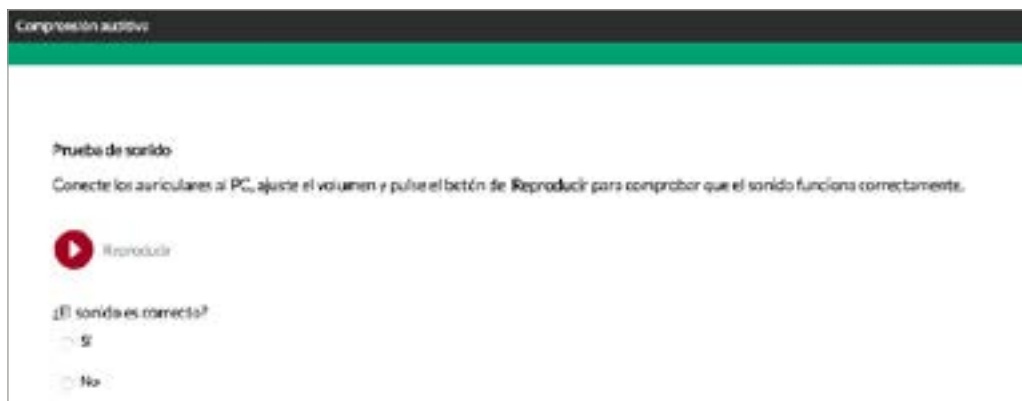 Comprensión auditiva
Prueba de sonido
Conecte los auriculares al PC, ajuste el volumen y pulse el botón de Reproducir para comprobar que el sonido funciona correctamente.
Reproducir
¿El sonido es correcto?
Sí
No